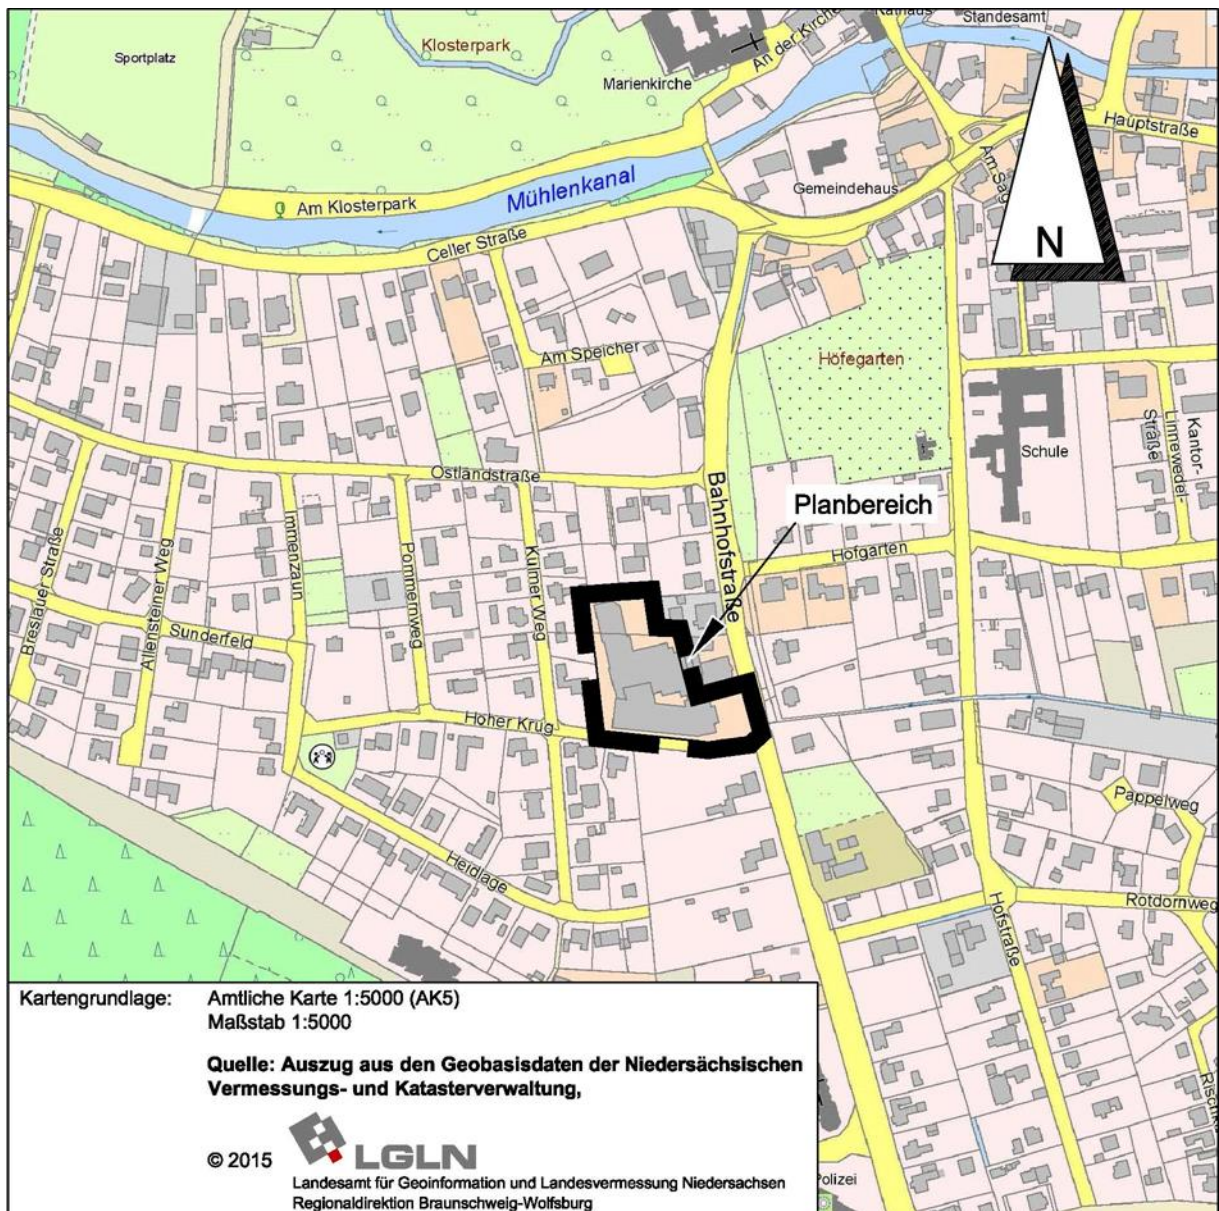 Sportplatz
Klosterpark
Marienkirche
An der Kirche
Rathaus
Standesamt
Hauptstraße
Gemeindehaus
N
Am Klosterpark
Mühlenkanal
Celler Straße
Am Speicher
Höfegarten
Schule
Linnewedel-
Straße
Kantor-
Ostlandstraße
Bahnhofstraße
Planbereich
Hofgarten
Breslauer Straße
Allensteiner Weg
Immenzaun
Pommernweg
Kulmer Weg
Sunderfeld
Hoher Krug
Heidlage
Pappelweg
Rotdornweg
Hofstraße
Polizei
Kartengrundlage: Amtliche Karte 1:5000 (AK5)
Maßstab 1:5000
Quelle: Auszug aus den Geobasisdaten der Niedersächsischen
Vermessungs- und Katasterverwaltung,
© 2015 LGLN
Landesamt für Geoinformation und Landesvermessung Niedersachsen
Regionaldirektion Braunschweig-Wolfsburg